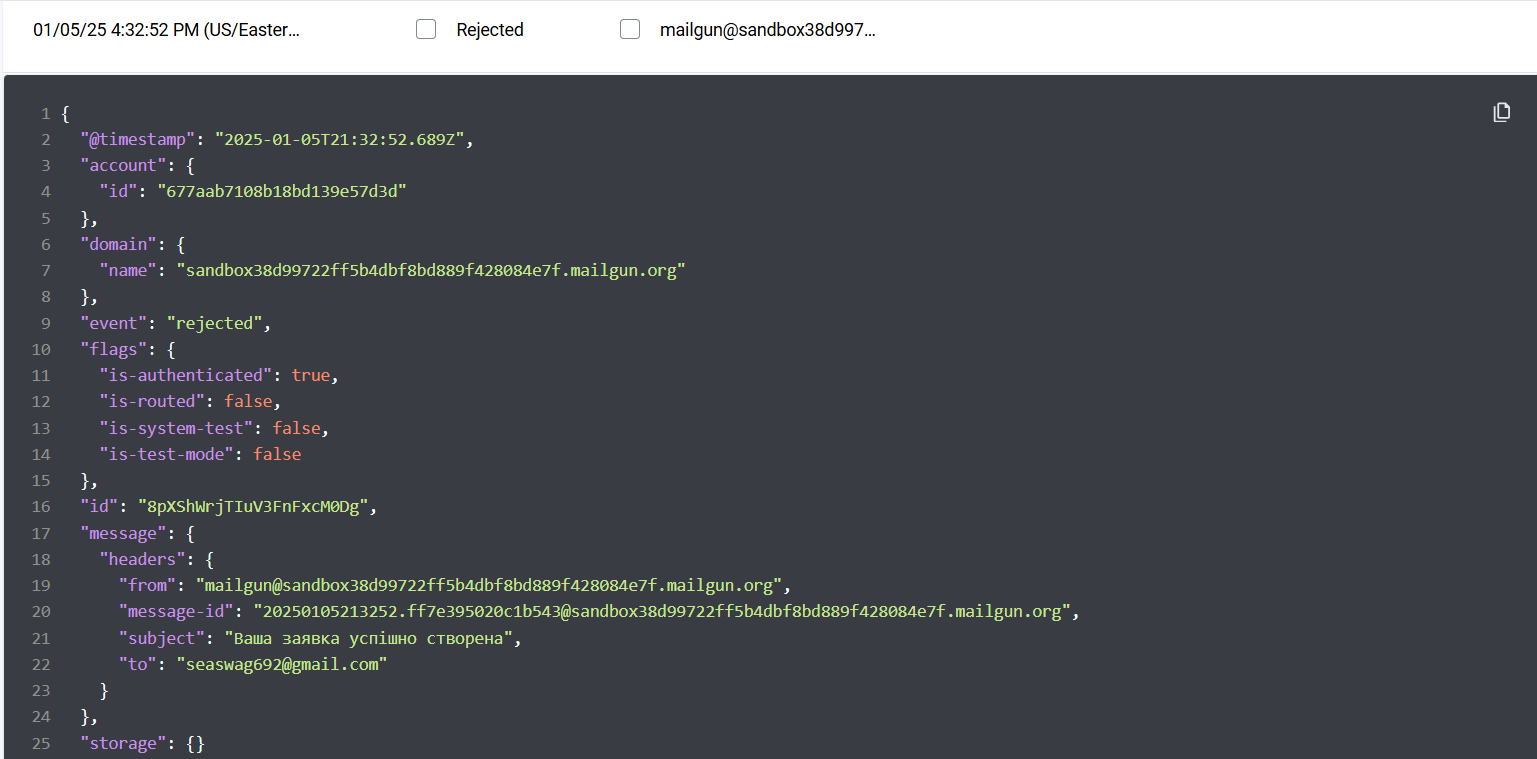 01/05/25 4:32:52 PM (US/Easter…
Rejected
mailgun@sandbox38d997…
1 {
2 "@timestamp": "2025-01-05T21:32:52.689Z",
3 "account": {
4 "id": "677aab7108b18bd139e57d3d"
5 },
6 "domain": {
7 "name": "sandbox38d99722ff5b4dbf8bd889f428084e7f.mailgun.org"
8 },
9 "event": "rejected",
10 "flags": {
11 "is-authenticated": true,
12 "is-routed": false,
13 "is-system-test": false,
14 "is-test-mode": false
15 },
16 "id": "8pXShWrjTIuV3FnFxcM0Dg",
17 "message": {
18 "headers": {
19 "from": "mailgun@sandbox38d99722ff5b4dbf8bd889f428084e7f.mailgun.org",
20 "message-id": "20250105213252.ff7e395020c1b543@sandbox38d99722ff5b4dbf8bd889f428084e7f.mailgun.org",
21 "subject": "Ваша заявка успішно створена",
22 "to": "seaswag692@gmail.com"
23 }
24 },
25 "storage": {}